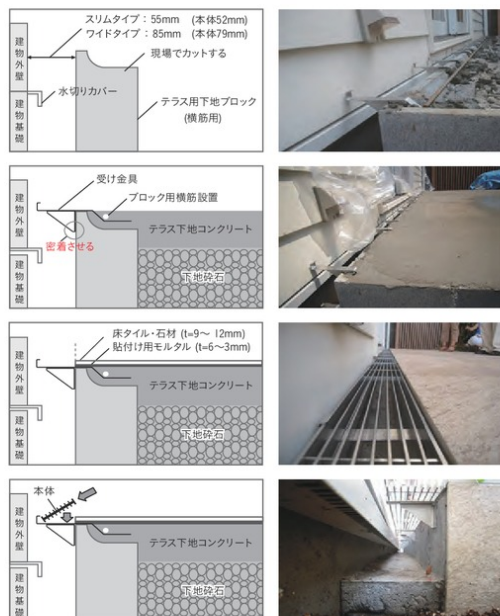 スリムタイプ：55mm （本体52mm）
ワイドタイプ：85mm （本体79mm）
建物外壁
現場でカットする
水切りカバー
建物基礎
テラス用下地ブロック
（横筋用）
受け金具
ブロック用横筋設置
建物外壁
テラス下地コンクリート
密着させる
建物基礎
下地砕石
床タイル・石材 (t=9〜12mm)
貼付け用モルタル (t=6〜3mm)
建物外壁
テラス下地コンクリート
建物基礎
下地砕石
本体
建物外壁
テラス下地コンクリート
建物基礎
下地砕石